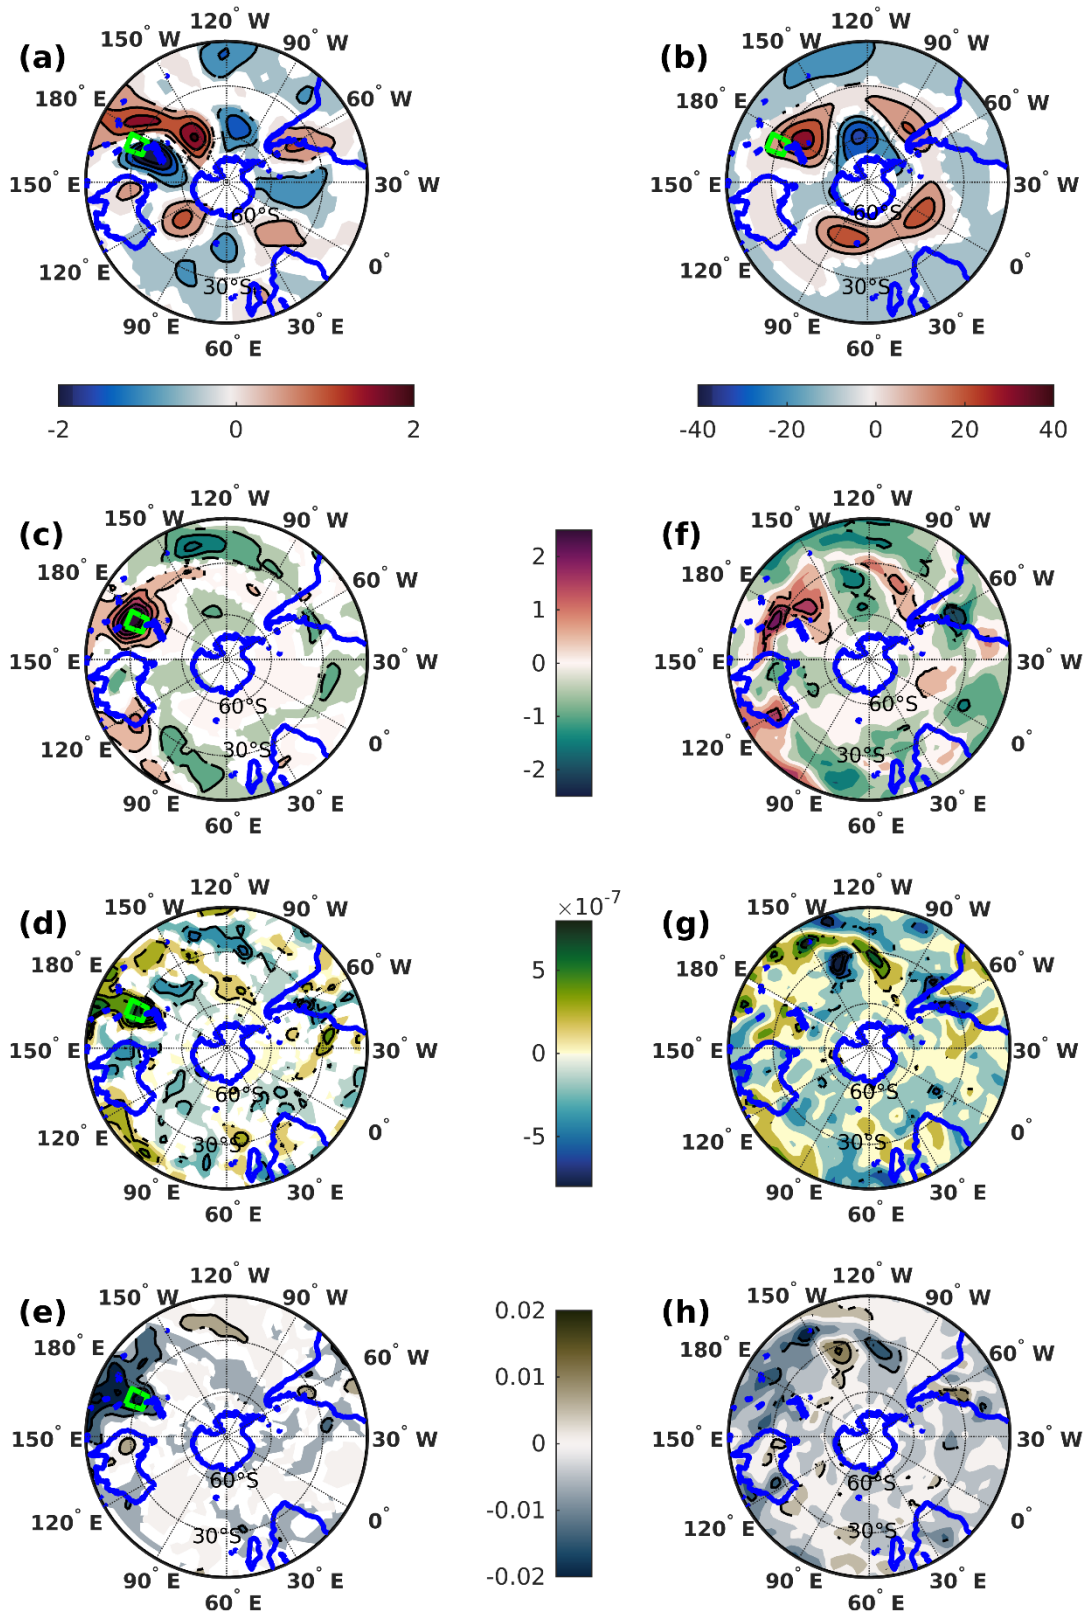 (a)
120° W
90° W
60° W
30° W
0°
30° E
60° E
90° E
120° E
150° E
180° E
150° W
60°S
30°S
(b)
120° W
90° W
60° W
30° W
0°
30° E
60° E
90° E
120° E
150° E
180° E
150° W
60°S
30°S
-2 0 2
-40 -20 0 20 40
(c)
120° W
90° W
60° W
30° W
0°
30° E
60° E
90° E
120° E
150° E
180° E
150° W
60°S
30°S
2
1
0
-1
-2
(f)
120° W
90° W
60° W
30° W
0°
30° E
60° E
90° E
120° E
150° E
180° E
150° W
60°S
30°S
(d)
120° W
90° W
60° W
30° W
0°
30° E
60° E
90° E
120° E
150° E
180° E
150° W
60°S
30°S
×10⁻⁷
5
0
-5
(g)
120° W
90° W
60° W
30° W
0°
30° E
60° E
90° E
120° E
150° E
180° E
150° W
60°S
30°S
(e)
120° W
90° W
60° W
30° W
0°
30° E
60° E
90° E
120° E
150° E
180° E
150° W
60°S
30°S
0.02
0.01
0
-0.01
-0.02
(h)
120° W
90° W
60° W
30° W
0°
30° E
60° E
90° E
120° E
150° E
180° E
150° W
60°S
30°S